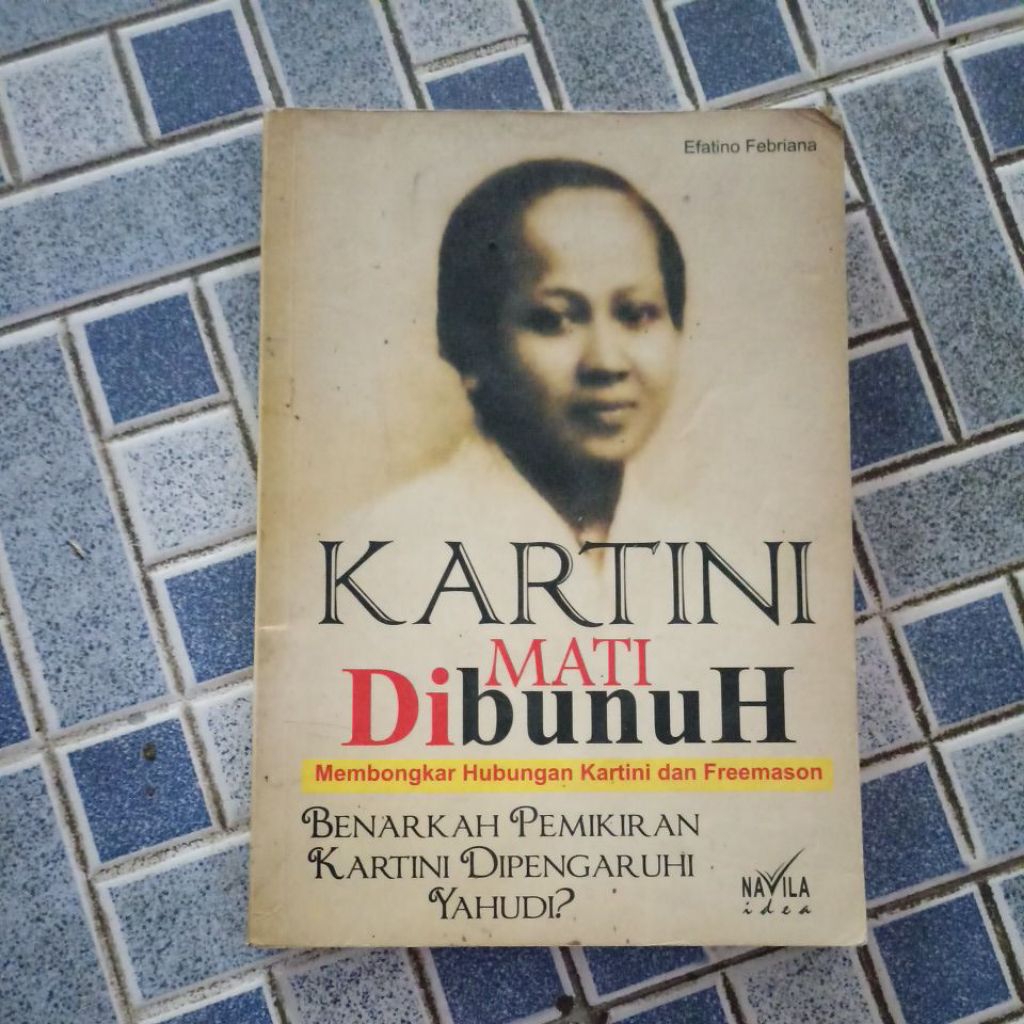 Efatino Febriana
KARTINI
MATI
DibunuH
Membongkar Hubungan Kartini dan Freemason
BENARKAH PEMIKIRAN
KARTINI DIPENGARUHI
YAHUDI?
NAVILA
idea